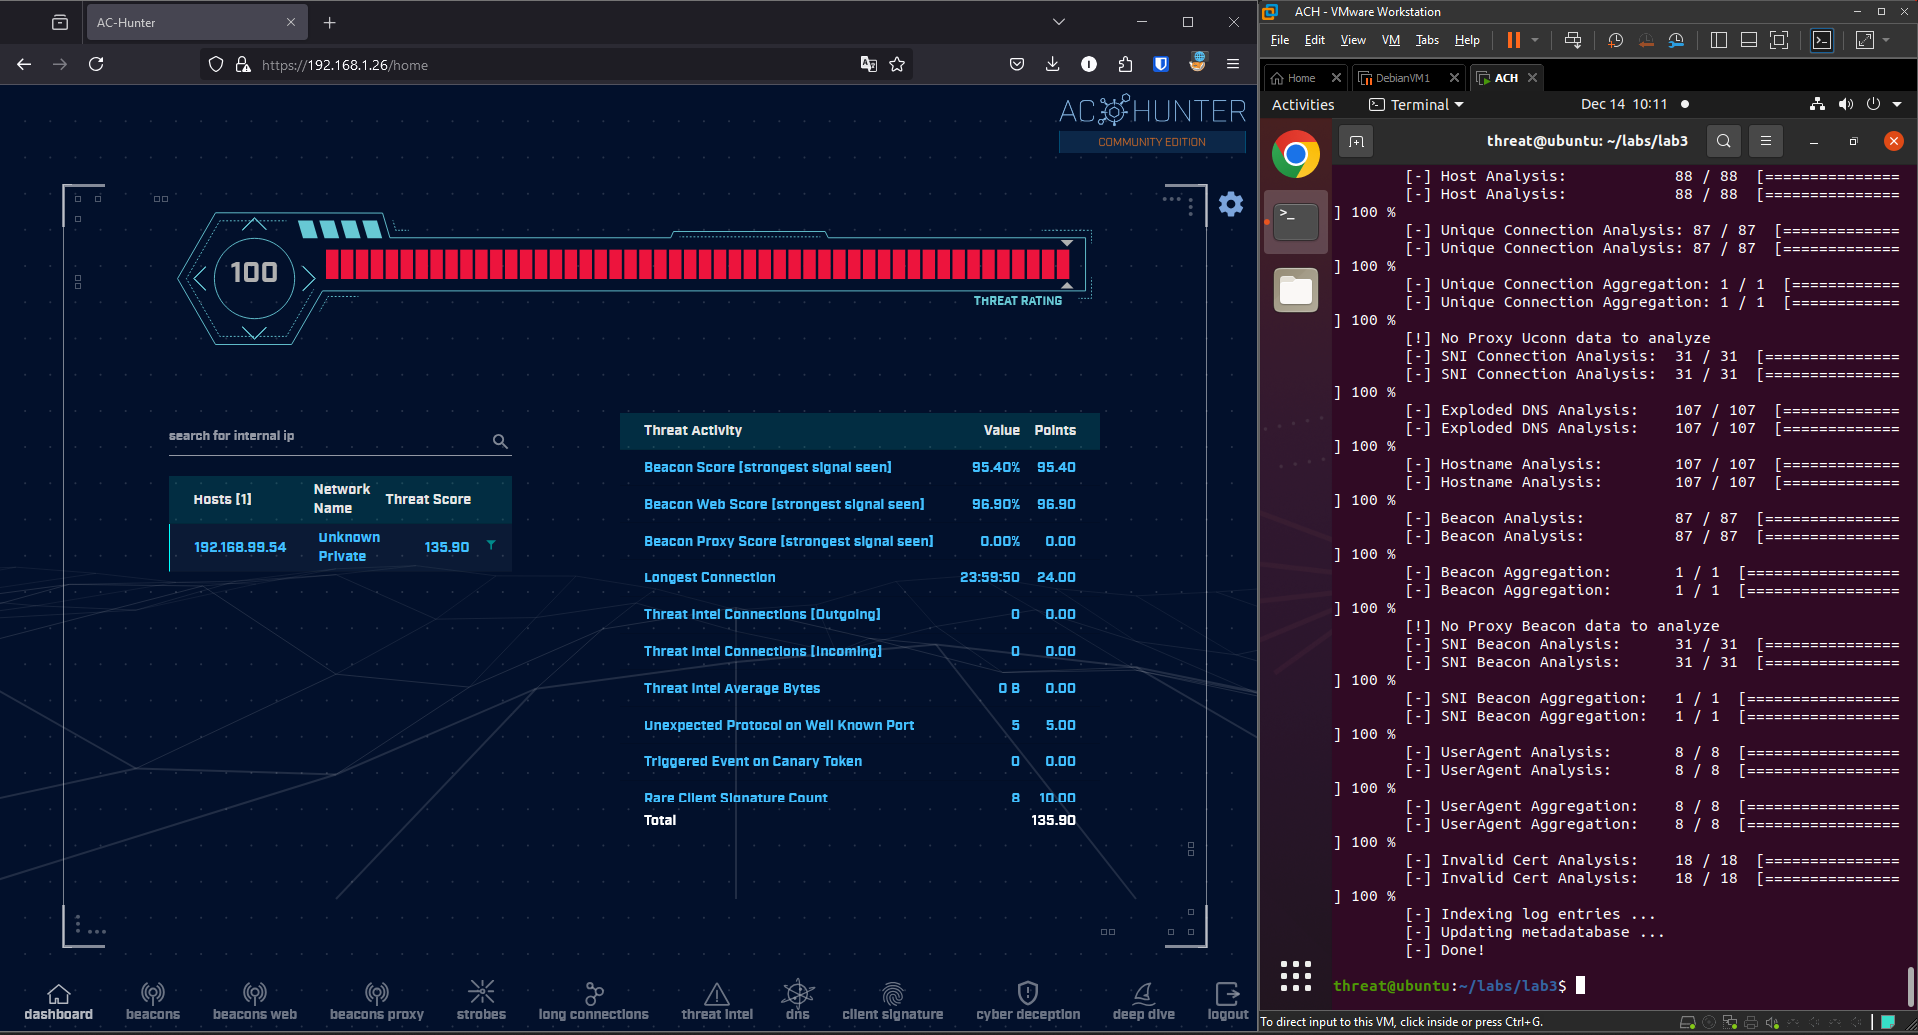 AC-Hunter
https://192.168.1.26/home
AC HUNTER
COMMUNITY EDITION
100
THREAT RATING
search for internal ip
Hosts [1] Network Name Threat Score
192.168.99.54 Unknown Private 135.90
Threat Activity Value Points
Beacon Score [strongest signal seen] 95.40% 95.40
Beacon Web Score [strongest signal seen] 96.90% 96.90
Beacon Proxy Score [strongest signal seen] 0.00% 0.00
Longest Connection 23:59:50 24.00
Threat Intel Connections [Outgoing] 0 0.00
Threat Intel Connections [Incoming] 0 0.00
Threat Intel Average Bytes 0 B 0.00
Unexpected Protocol on Well Known Port 5 5.00
Triggered Event on Canary Token 0 0.00
Rare Client Signature Count 8 10.00
Total 135.90
dashboard beacons beacons web beacons proxy strobes long connections threat intel dns client signature cyber deception deep dive logout
ACH - VMware Workstation
File Edit View VM Tabs Help
Home DebianVM1 ACH
Activities Terminal Dec 14 10:11
threat@ubuntu: ~/labs/lab3
[-] Host Analysis: 88 / 88 [===============
[-] Host Analysis: 88 / 88 [===============
] 100 %
[-] Unique Connection Analysis: 87 / 87 [=============
[-] Unique Connection Analysis: 87 / 87 [=============
] 100 %
[-] Unique Connection Aggregation: 1 / 1 [============
[-] Unique Connection Aggregation: 1 / 1 [============
] 100 %
[!] No Proxy Uconn data to analyze
[-] SNI Connection Analysis: 31 / 31 [===============
[-] SNI Connection Analysis: 31 / 31 [===============
] 100 %
[-] Exploded DNS Analysis: 107 / 107 [=============
[-] Exploded DNS Analysis: 107 / 107 [=============
] 100 %
[-] Hostname Analysis: 107 / 107 [=============
[-] Hostname Analysis: 107 / 107 [=============
] 100 %
[-] Beacon Analysis: 87 / 87 [===============
[-] Beacon Analysis: 87 / 87 [===============
] 100 %
[-] Beacon Aggregation: 1 / 1 [=================
[-] Beacon Aggregation: 1 / 1 [=================
] 100 %
[!] No Proxy Beacon data to analyze
[-] SNI Beacon Analysis: 31 / 31 [===============
[-] SNI Beacon Analysis: 31 / 31 [===============
] 100 %
[-] SNI Beacon Aggregation: 1 / 1 [=================
[-] SNI Beacon Aggregation: 1 / 1 [=================
] 100 %
[-] UserAgent Analysis: 8 / 8 [=================
[-] UserAgent Analysis: 8 / 8 [=================
] 100 %
[-] UserAgent Aggregation: 8 / 8 [=================
[-] UserAgent Aggregation: 8 / 8 [=================
] 100 %
[-] Invalid Cert Analysis: 18 / 18 [===============
[-] Invalid Cert Analysis: 18 / 18 [===============
] 100 %
[-] Indexing log entries ...
[-] Updating metadatabase ...
[-] Done!
threat@ubuntu:~/labs/lab3$
To direct input to this VM, click inside or press Ctrl+G.